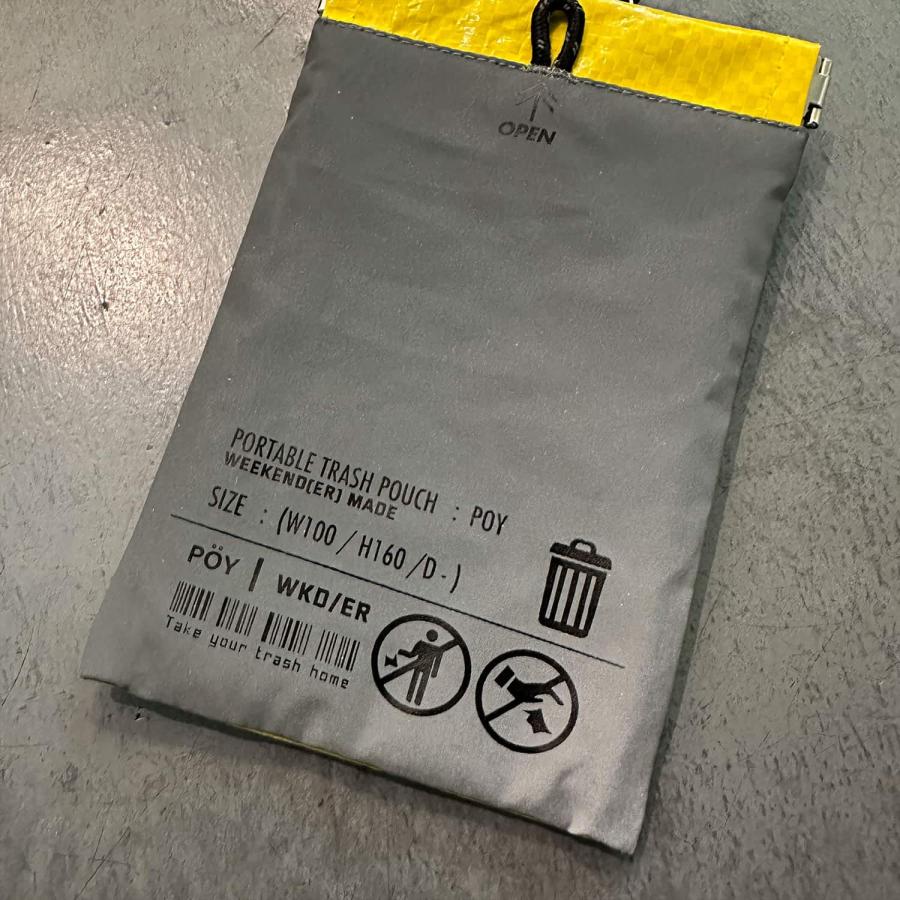 OPEN
PORTABLE TRASH POUCH : POY
WEEKEND(ER) MADE
SIZE : (W100 / H160 / D - )
PÖY | WKD/ER
Take your trash home